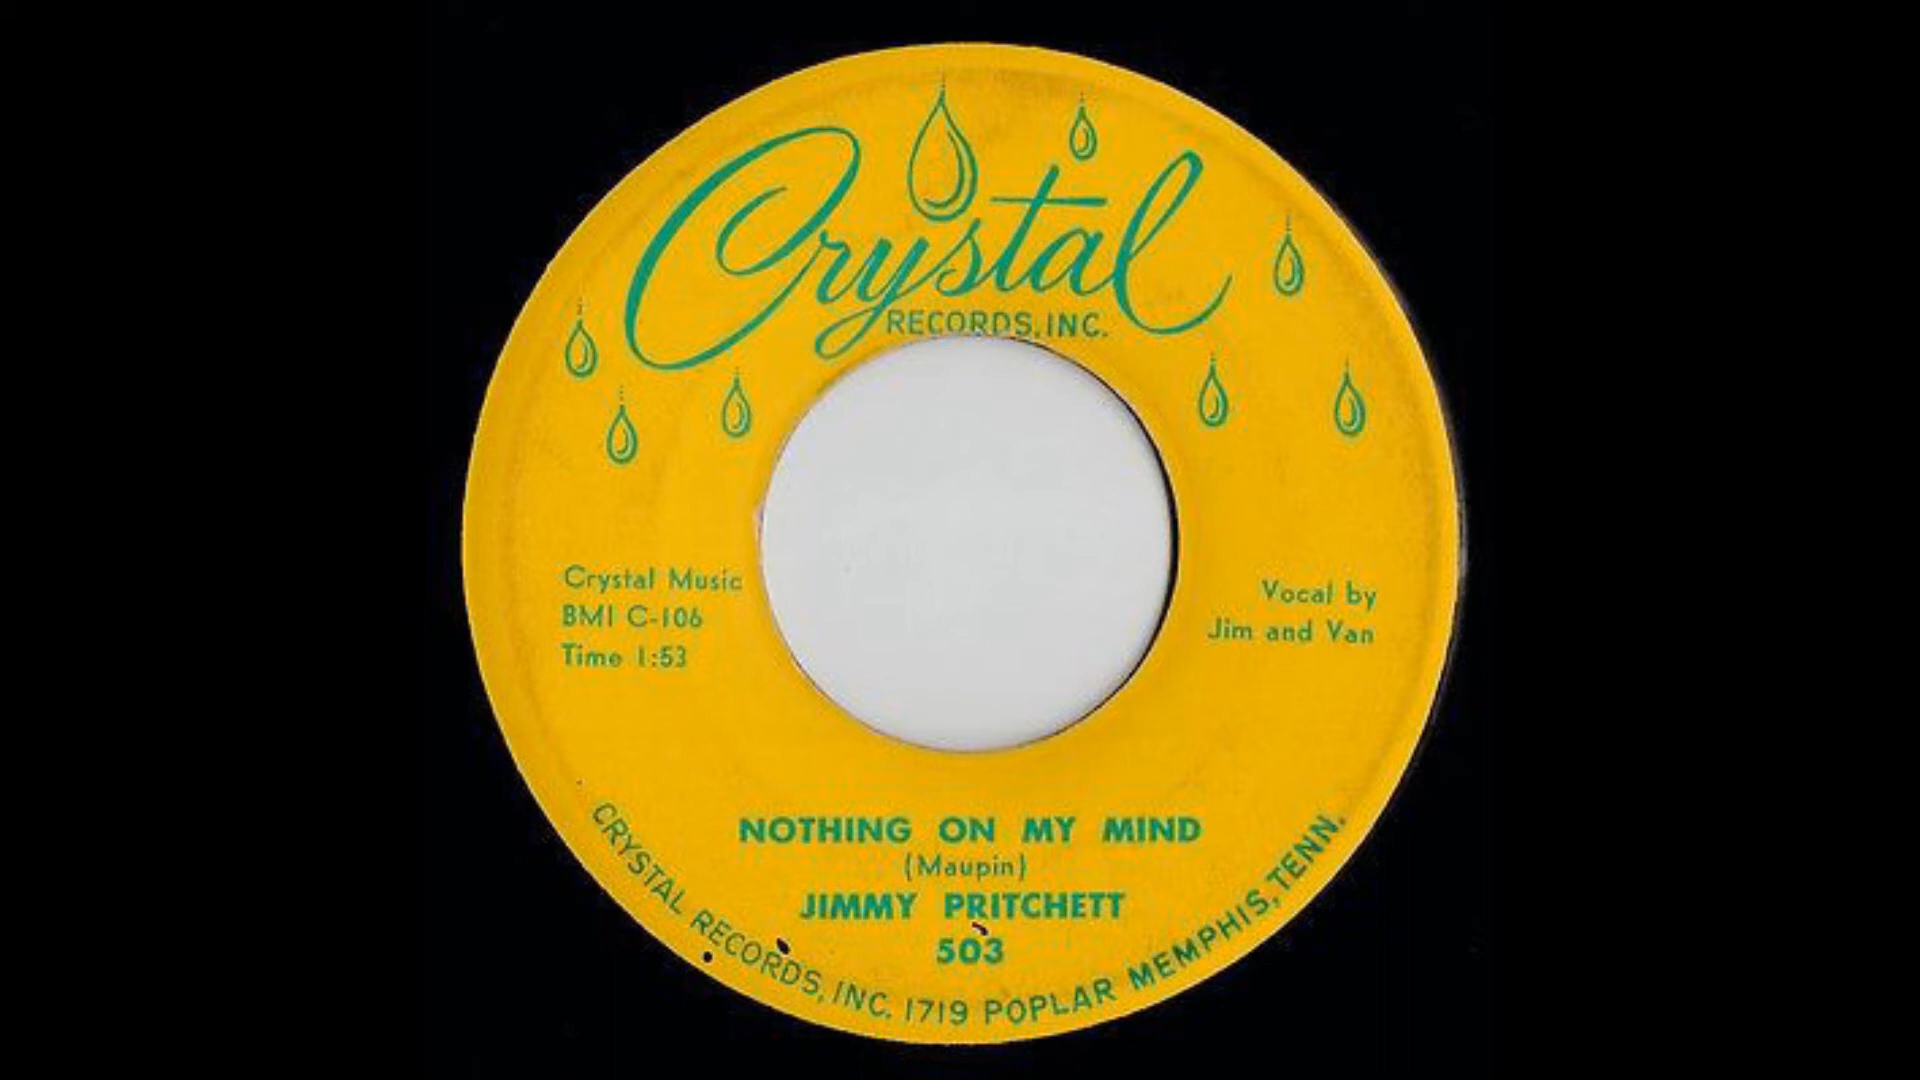 Crystal
RECORDS, INC.
Crystal Music
BMI C-106
Time 1:53
Vocal by
Jim and Van
NOTHING ON MY MIND
(Maupin)
JIMMY PRITCHETT
503
CRYSTAL RECORDS, INC. 1719 POPLAR MEMPHIS, TENN.